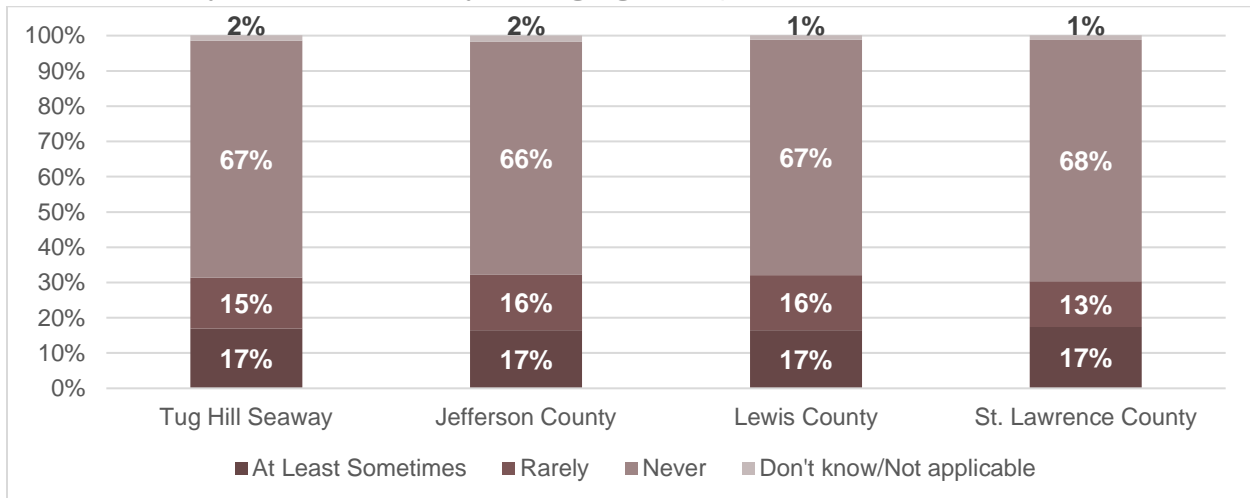 2% 2% 1% 1%
100%
90%
80%
70%
67% 66% 67% 68%
60%
50%
40%
30%
15% 16% 16% 13%
20%
17% 17% 17% 17%
10%
0%
Tug Hill Seaway Jefferson County Lewis County St. Lawrence County
At Least Sometimes Rarely Never Don't know/Not applicable